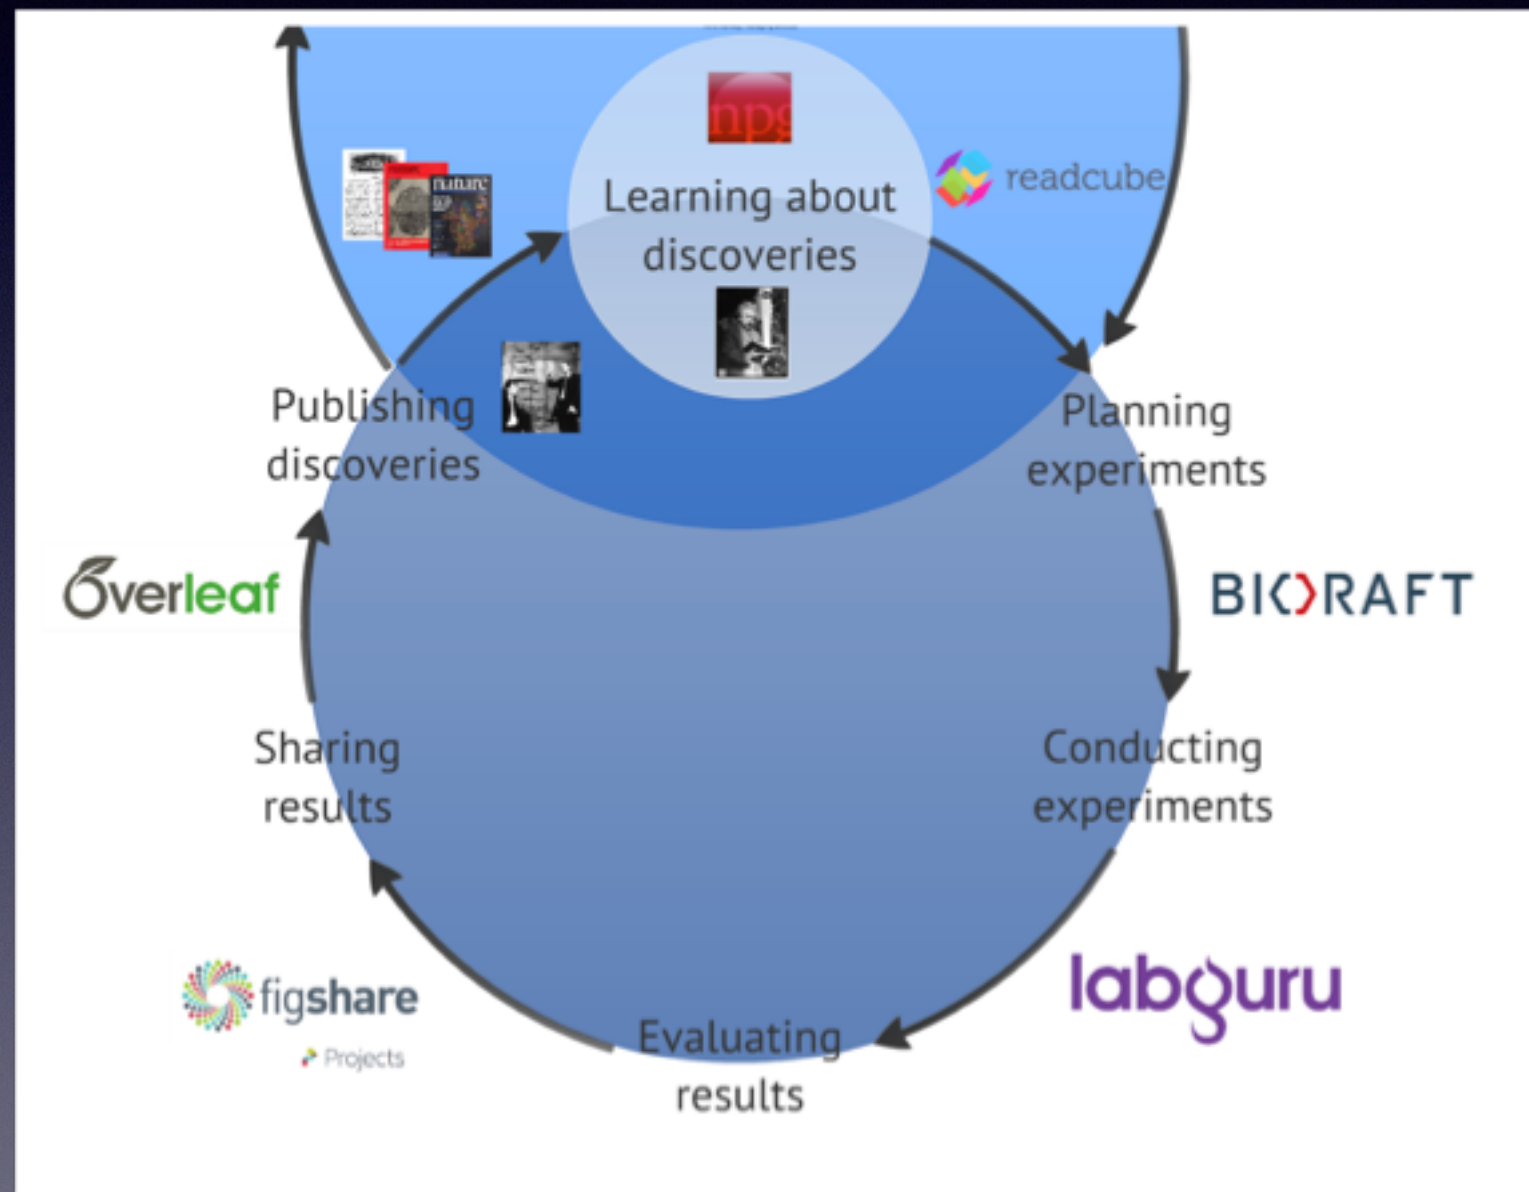 npg
Learning about
discoveries
nature
readcube
Publishing
discoveries
Planning
experiments
Overleaf
BIORAFT
Sharing
results
Conducting
experiments
figshare
Projects
labguru
Evaluating
results